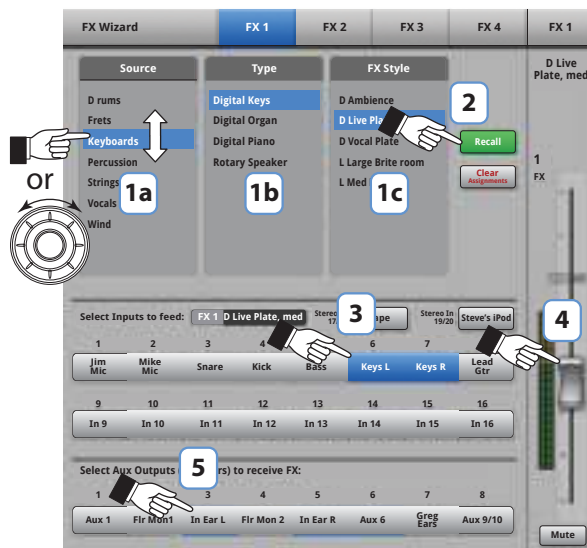 FX Wizard FX 1 FX 2 FX 3 FX 4 FX 1
Source Type FX Style
D Live
Plate, med
Drums Digital Keys D Ambience
Frets Digital Organ D Live
Keyboards Digital Piano D Vocal Plate Recall
Percussion Rotary Speaker L Large Brite room
Strings L Med
Vocals
Wind
Clear
Assignments
2
or
1a 1b 1c
1
FX
Select Inputs to feed: FX 1 D Live Plate, med Stereo Stereo In
19/20 Steve's iPod
3 4
1 2 3 4 6 7
Jim
Mic Mike
Mic Snare Kick Bass Keys L Keys R Lead
Gtr
9 10 11 12 13 14 15 16
In 9 In 10 In 11 In 12 In 13 In 14 In 15 In 16
Select Aux Outputs to receive FX:
5
1 3 4 5 6 7 8
Aux 1 Flr Mon1 In Ear L Flr Mon 2 In Ear R Aux 6 Greg
Ears Aux 9/10
Mute